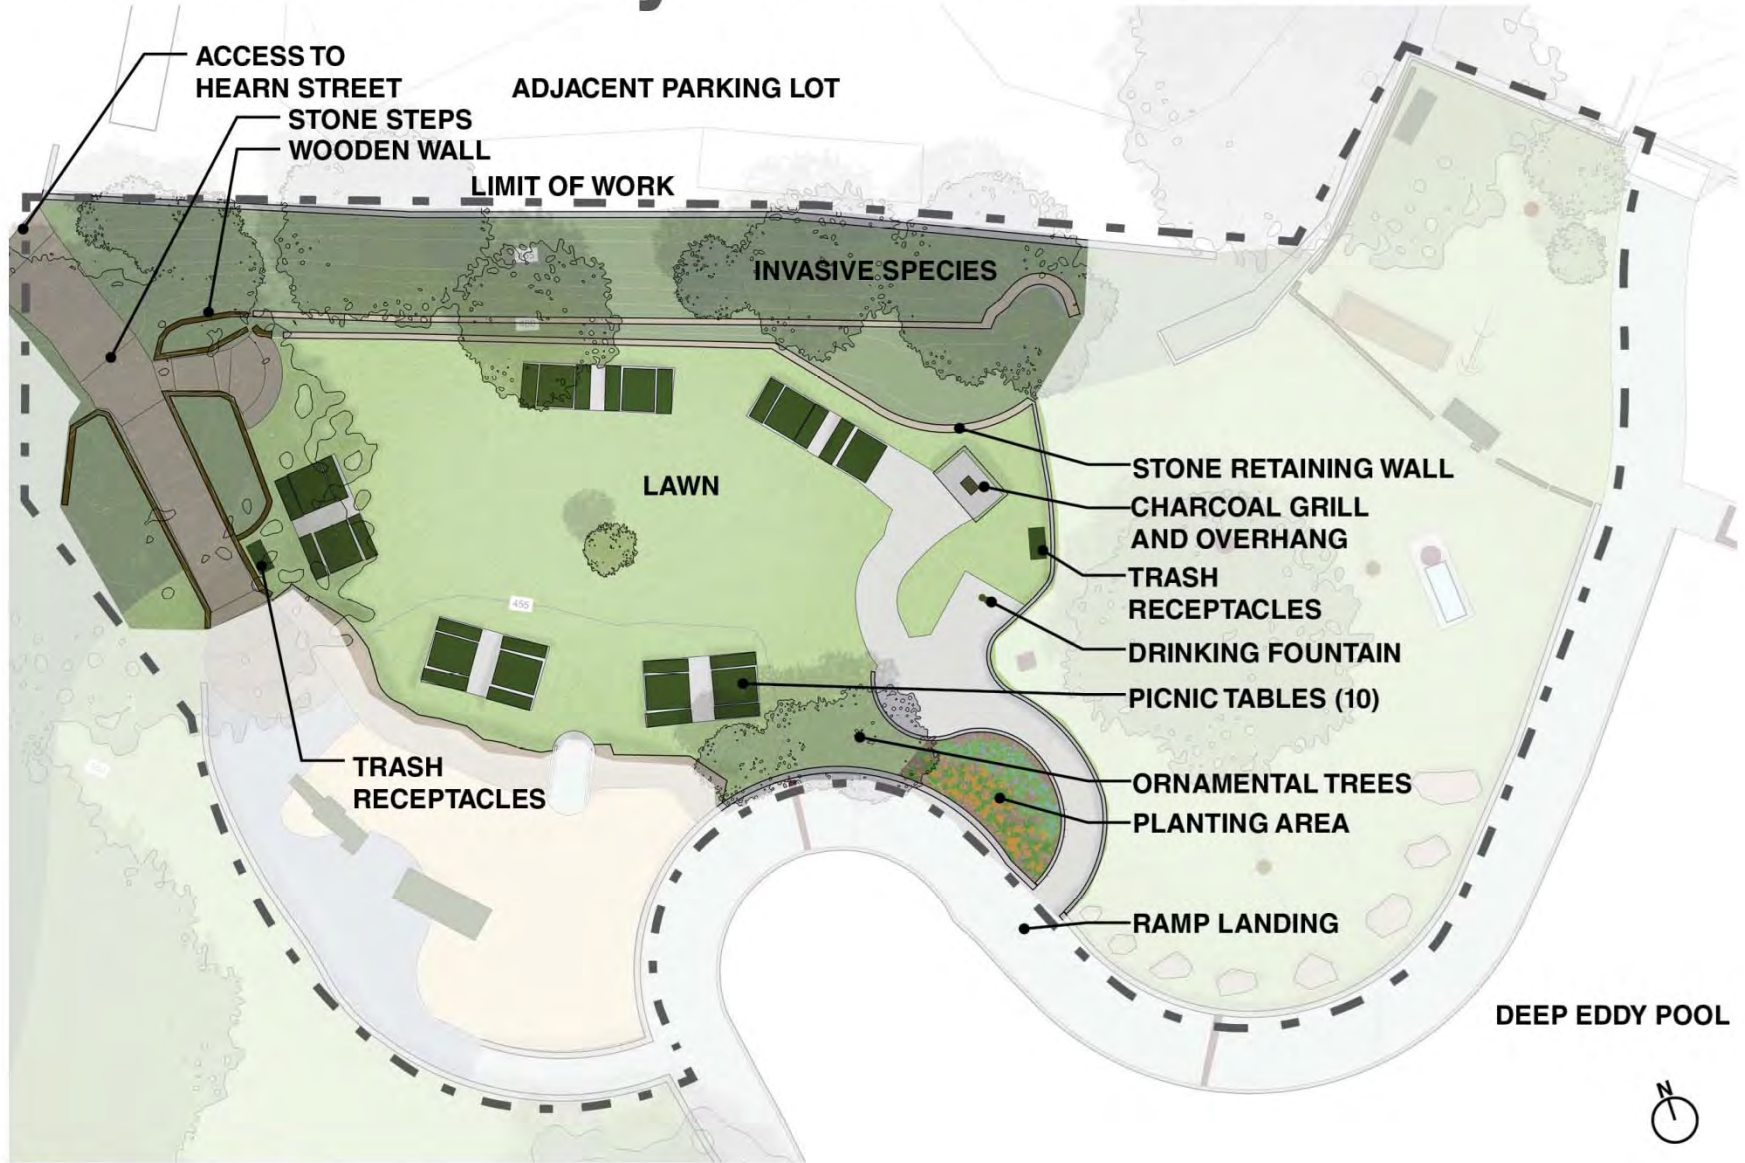 ACCESS TO
HEARN STREET
ADJACENT PARKING LOT
STONE STEPS
WOODEN WALL
LIMIT OF WORK
INVASIVE SPECIES
LAWN
STONE RETAINING WALL
CHARCOAL GRILL
AND OVERHANG
TRASH
RECEPTACLES
455
DRINKING FOUNTAIN
PICNIC TABLES (10)
TRASH
RECEPTACLES
ORNAMENTAL TREES
PLANTING AREA
RAMP LANDING
DEEP EDDY POOL
N